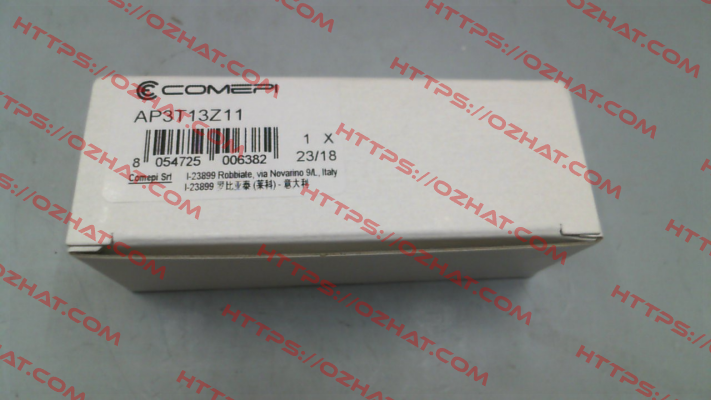 COMEPI
AP3T13Z11
1 X
8 054725 006382 23/18
Comepi Srl I-23899 Robbiate, via Novarino 9/L, Italy
I-23899 罗比亚泰 (莱科) - 意大利
HTTPS://OZHAT.COM